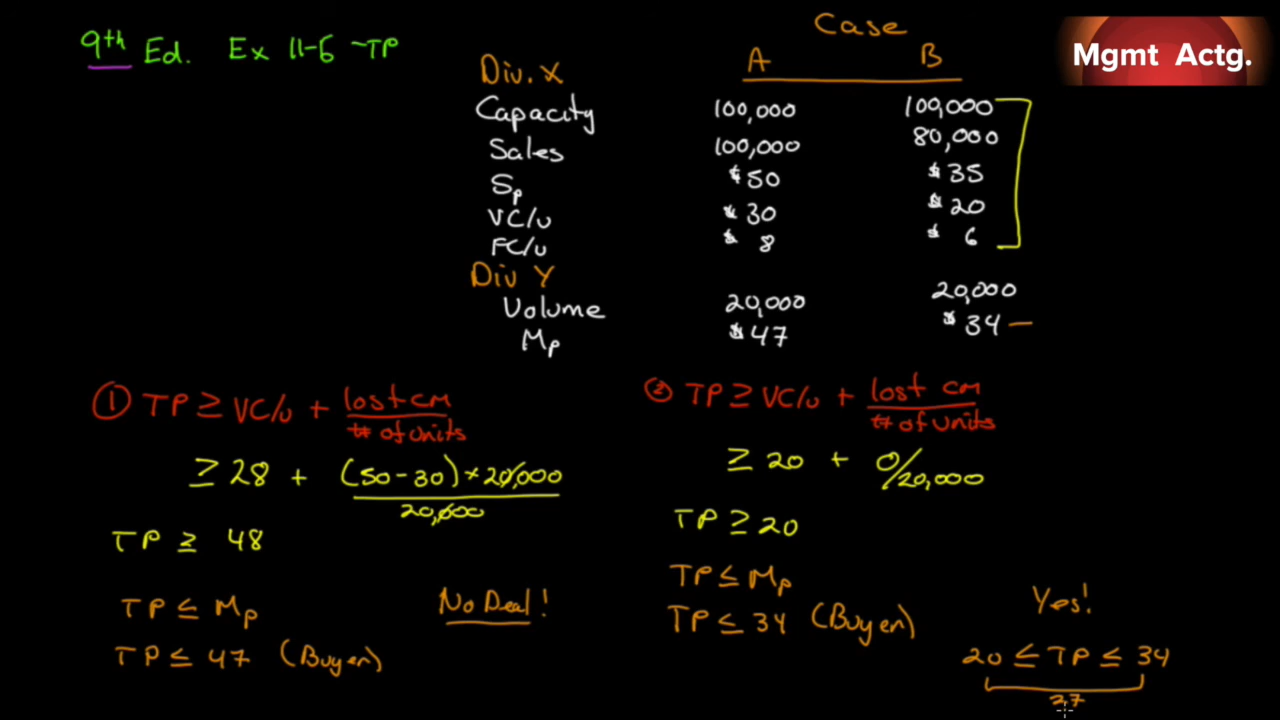 9th Ed. Ex 11-5 -TP
Mgmt Actg.
Case
Div. X A B
Capacity 100,000 100,000
Sales 100,000 80,000
Sp $50 $35
VC/u $30 $20
FC/u $8 $6
Div Y
Volume 20,000 20,000
Mp $47 $34 -
① TP ≥ VC/u + lost CM / # of units
≥ 28 + (50-30) × 20,000 / 20,000
TP ≥ 48
TP ≤ Mp No Deal!
TP ≤ 47 (Buyer)
② TP ≥ VC/u + lost CM / # of units
≥ 20 + 0/20,000
TP ≥ 20
TP ≤ Mp
TP ≤ 34 (Buyer)
Yes!
20 ≤ TP ≤ 34
27